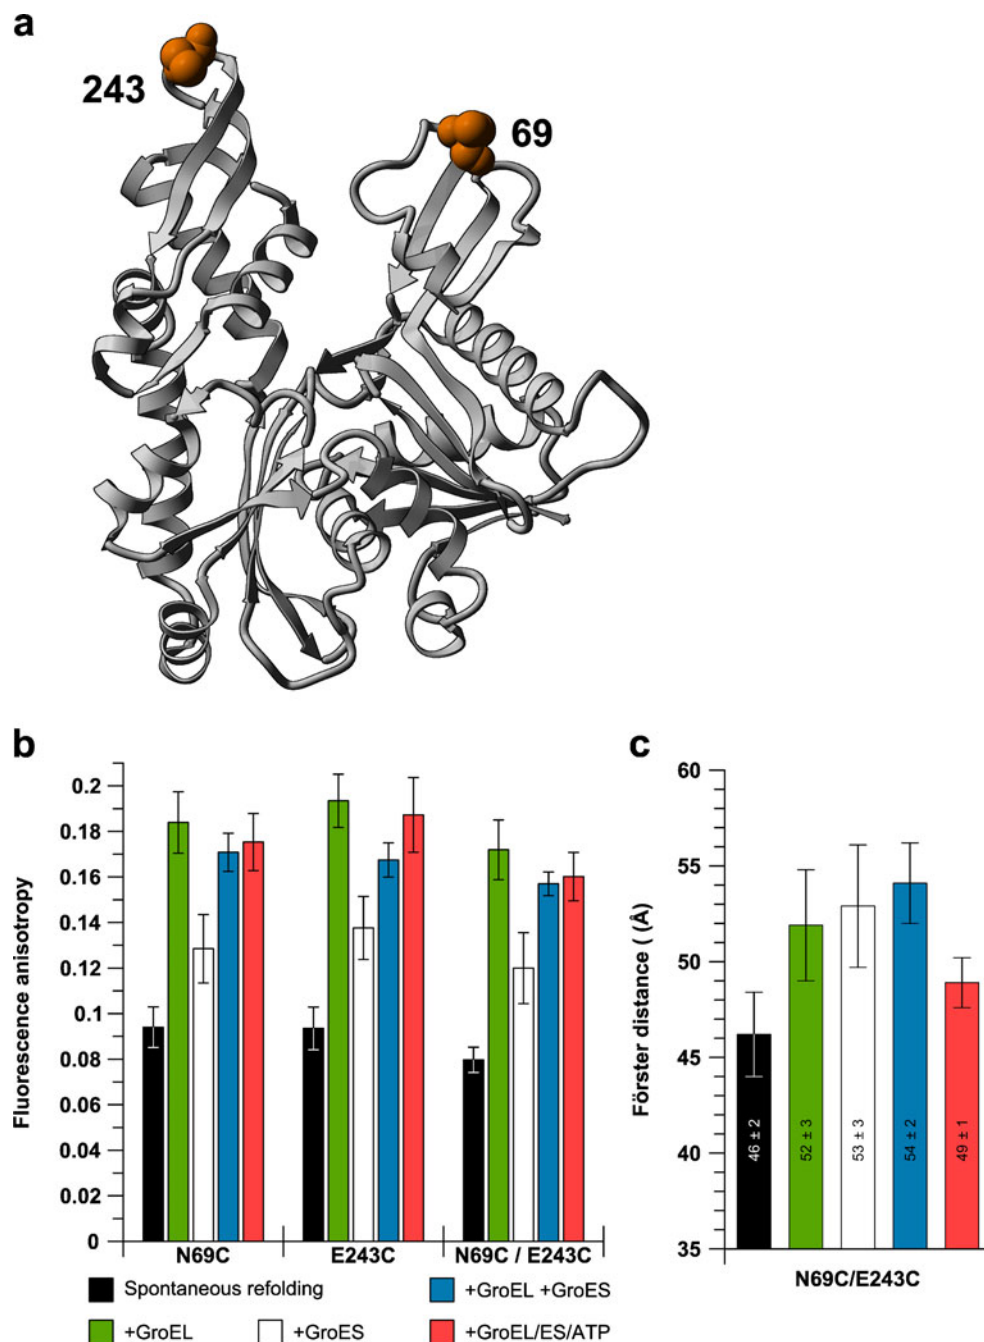 a
243
69
b
Fluorescence anisotropy
0.2
0.18
0.16
0.14
0.12
0.1
0.08
0.06
0.04
0.02
0
N69C
E243C
N69C / E243C
c
Förster distance ( (Å)
60
55
50
45
40
35
46 ± 2
52 ± 3
53 ± 3
54 ± 2
49 ± 1
N69C/E243C
Spontaneous refolding
+GroEL +GroES
+GroEL
+GroES
+GroEL/ES/ATP